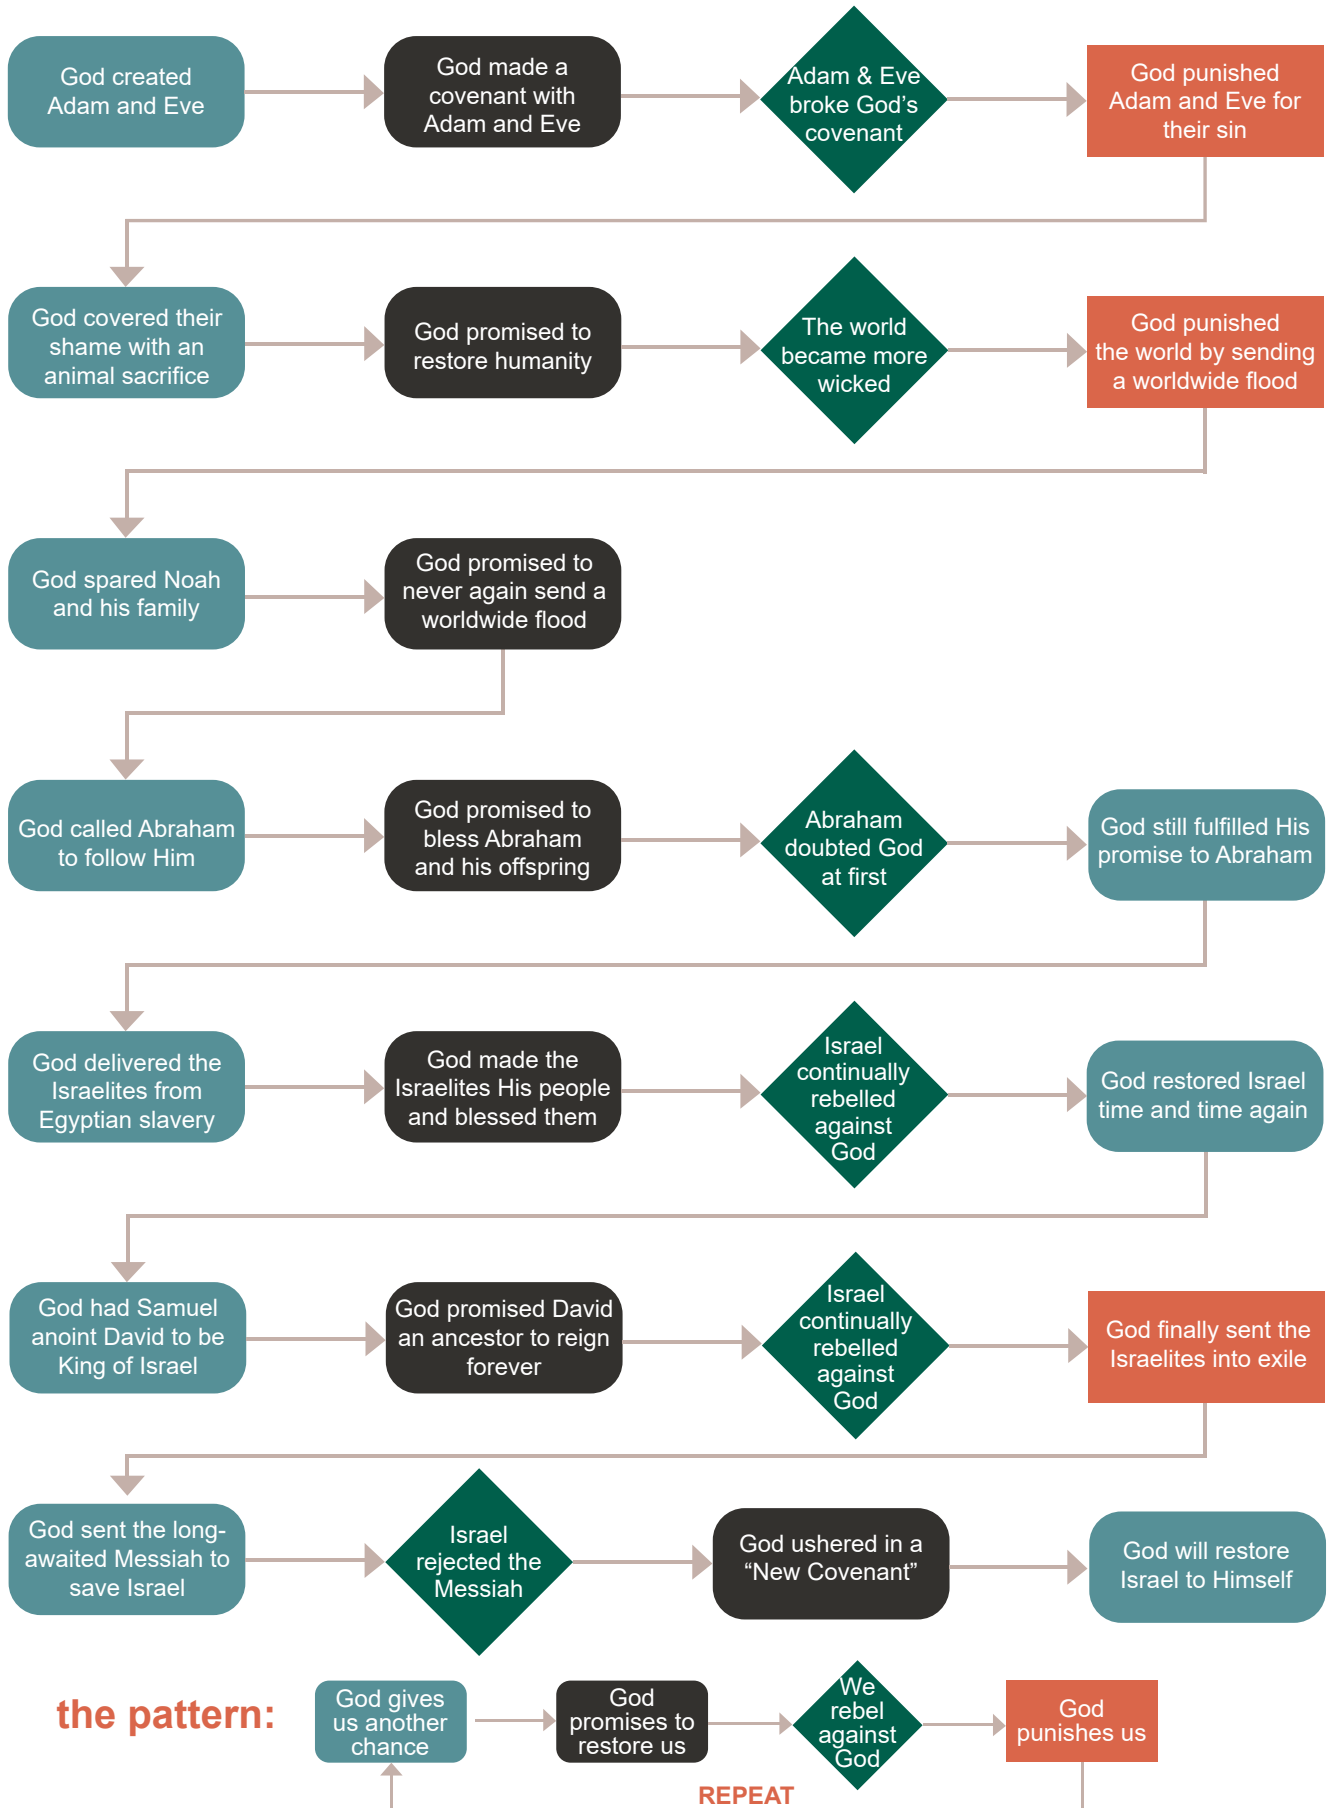 God created
Adam and Eve
God made a
covenant with
Adam and Eve
Adam & Eve
broke God's
covenant
God punished
Adam and Eve for
their sin
God covered their
shame with an
animal sacrifice
God promised to
restore humanity
The world
became more
wicked
God punished
the world by sending
a worldwide flood
God spared Noah
and his family
God promised to
never again send a
worldwide flood
God called Abraham
to follow Him
God promised to
bless Abraham
and his offspring
Abraham
doubted God
at first
God still fulfilled His
promise to Abraham
God delivered the
Israelites from
Egyptian slavery
God made the
Israelites His people
and blessed them
Israel
continually
rebelled
against
God
God restored Israel
time and time again
God had Samuel
anoint David to be
King of Israel
God promised David
an ancestor to reign
forever
Israel
continually
rebelled
against
God
God finally sent the
Israelites into exile
God sent the long-
awaited Messiah to
save Israel
Israel
rejected the
Messiah
God ushered in a
“New Covenant”
God will restore
Israel to Himself
the pattern:
God gives
us another
chance
God
promises to
restore us
We
rebel
against
God
God
punishes us
REPEAT